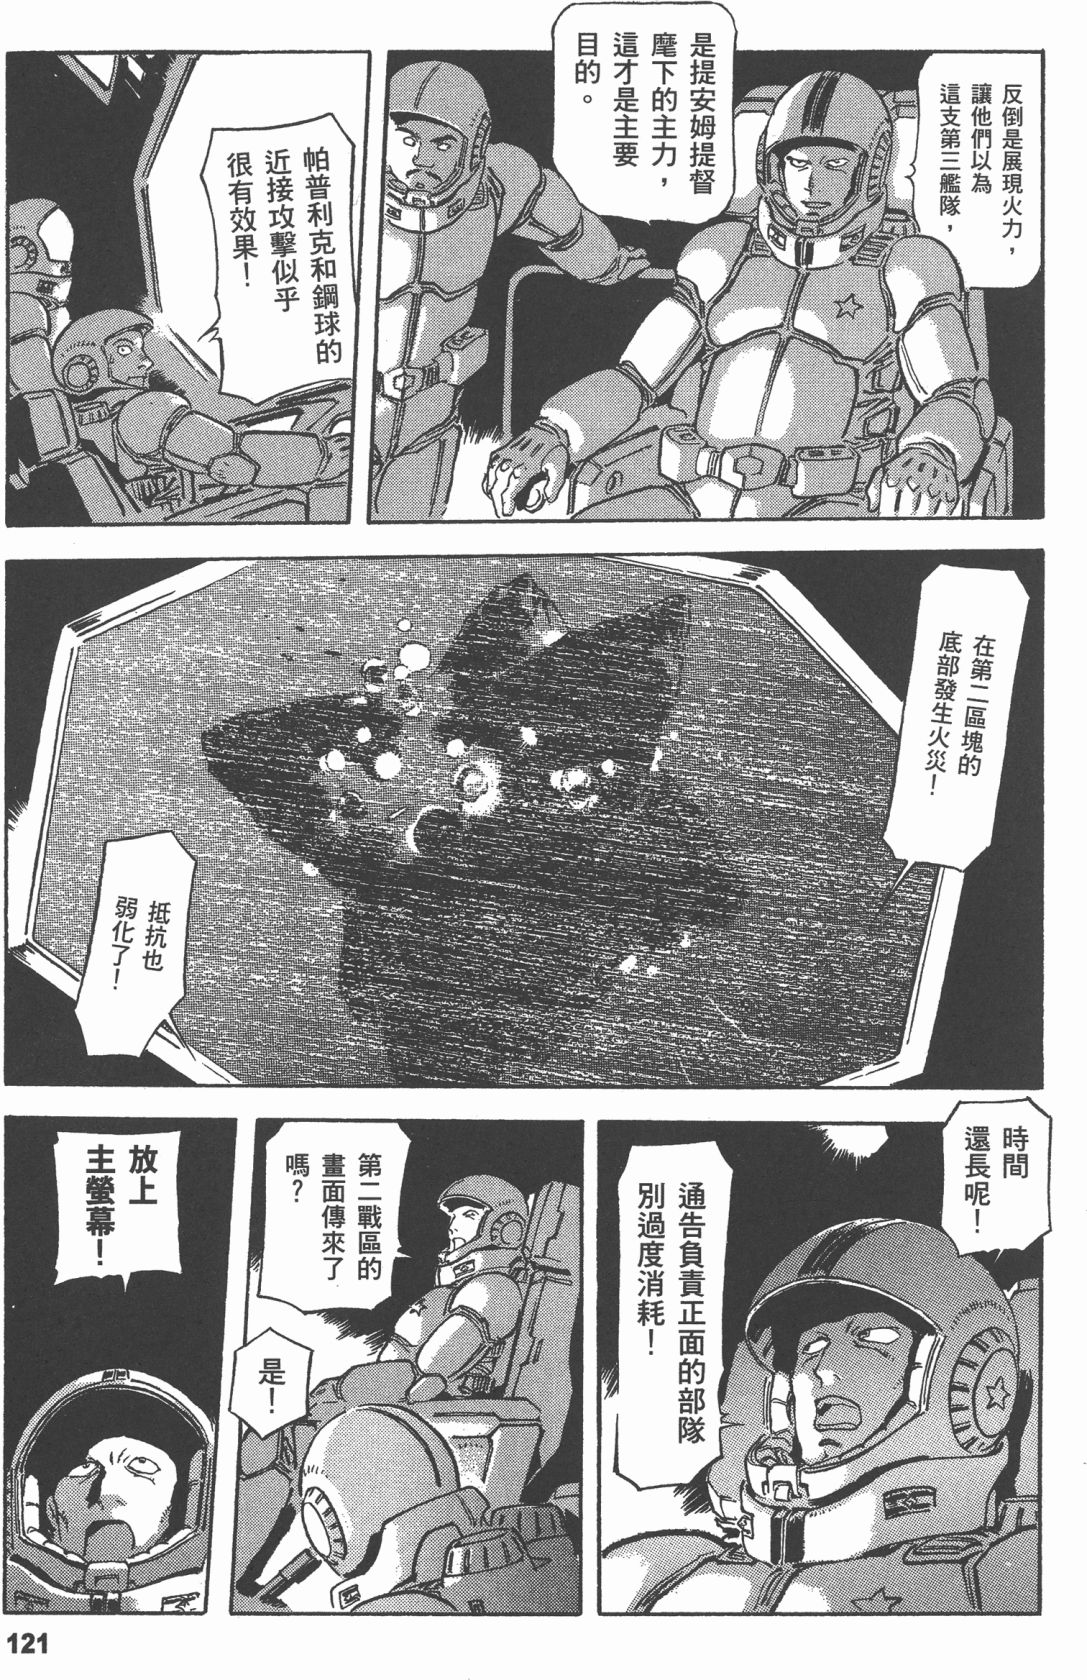 反倒是展現火力，
讓他們以為
這支第三艦隊，
是提安姆提督
麾下的主力，
這才是主要
目的。
帕普利克和鋼球的
近接攻擊似乎
很有效果！
在第二區塊的
底部發生火災！
抵抗也
弱化了！
時間
還長呢！
通告負責正面的部隊
別過度消耗！
第二戰區的
畫面傳來了
嗎？
是！
放上
主螢幕！
121